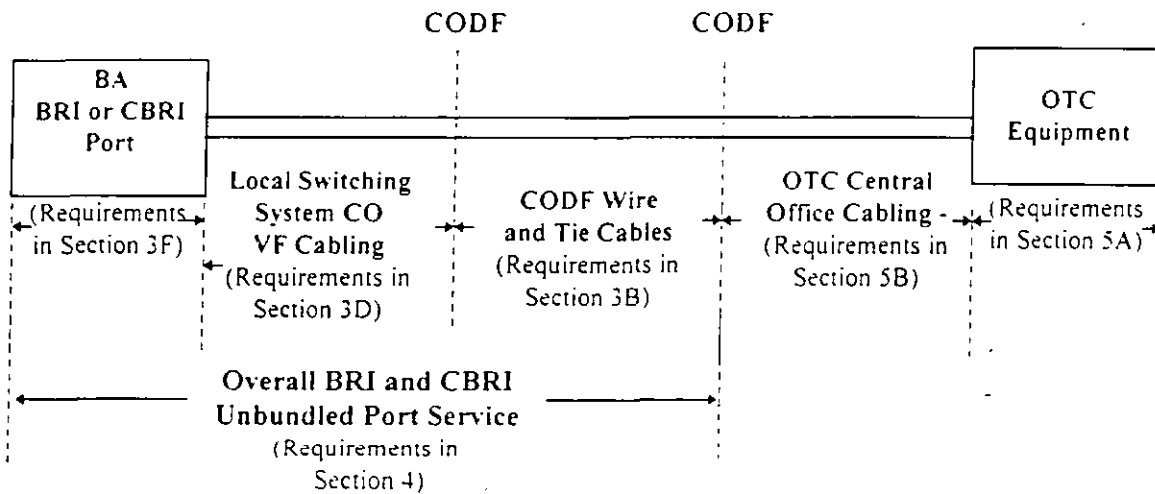 CODF
CODF
BA
BRI or CBRI
Port
OTC
Equipment
(Requirements
in Section 3F)
Local Switching
System CO
VF Cabling
(Requirements in
Section 3D)
CODF Wire
and Tie Cables
(Requirements in
Section 3B)
OTC Central
Office Cabling -
(Requirements in
Section 5B)
(Requirements
in Section 5A)
Overall BRI and CBRI
Unbundled Port Service
(Requirements in
Section 4)